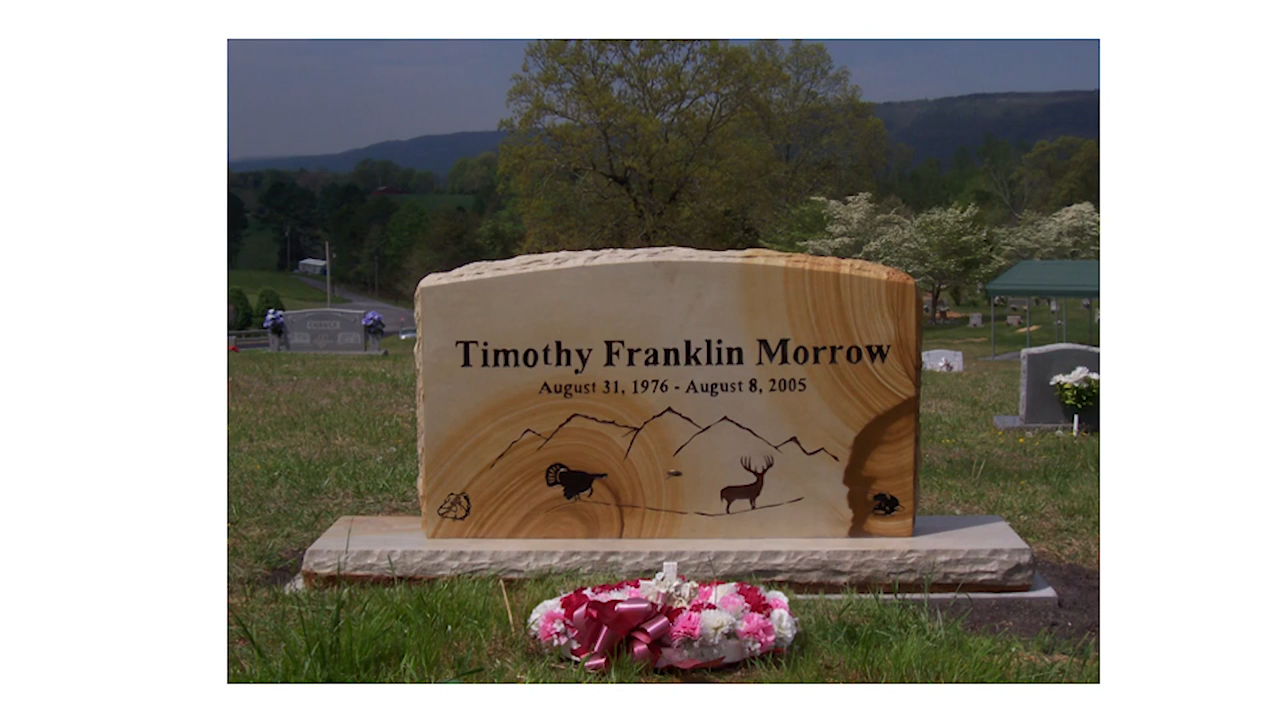 Timothy Franklin Morrow
August 31, 1976 - August 8, 2005